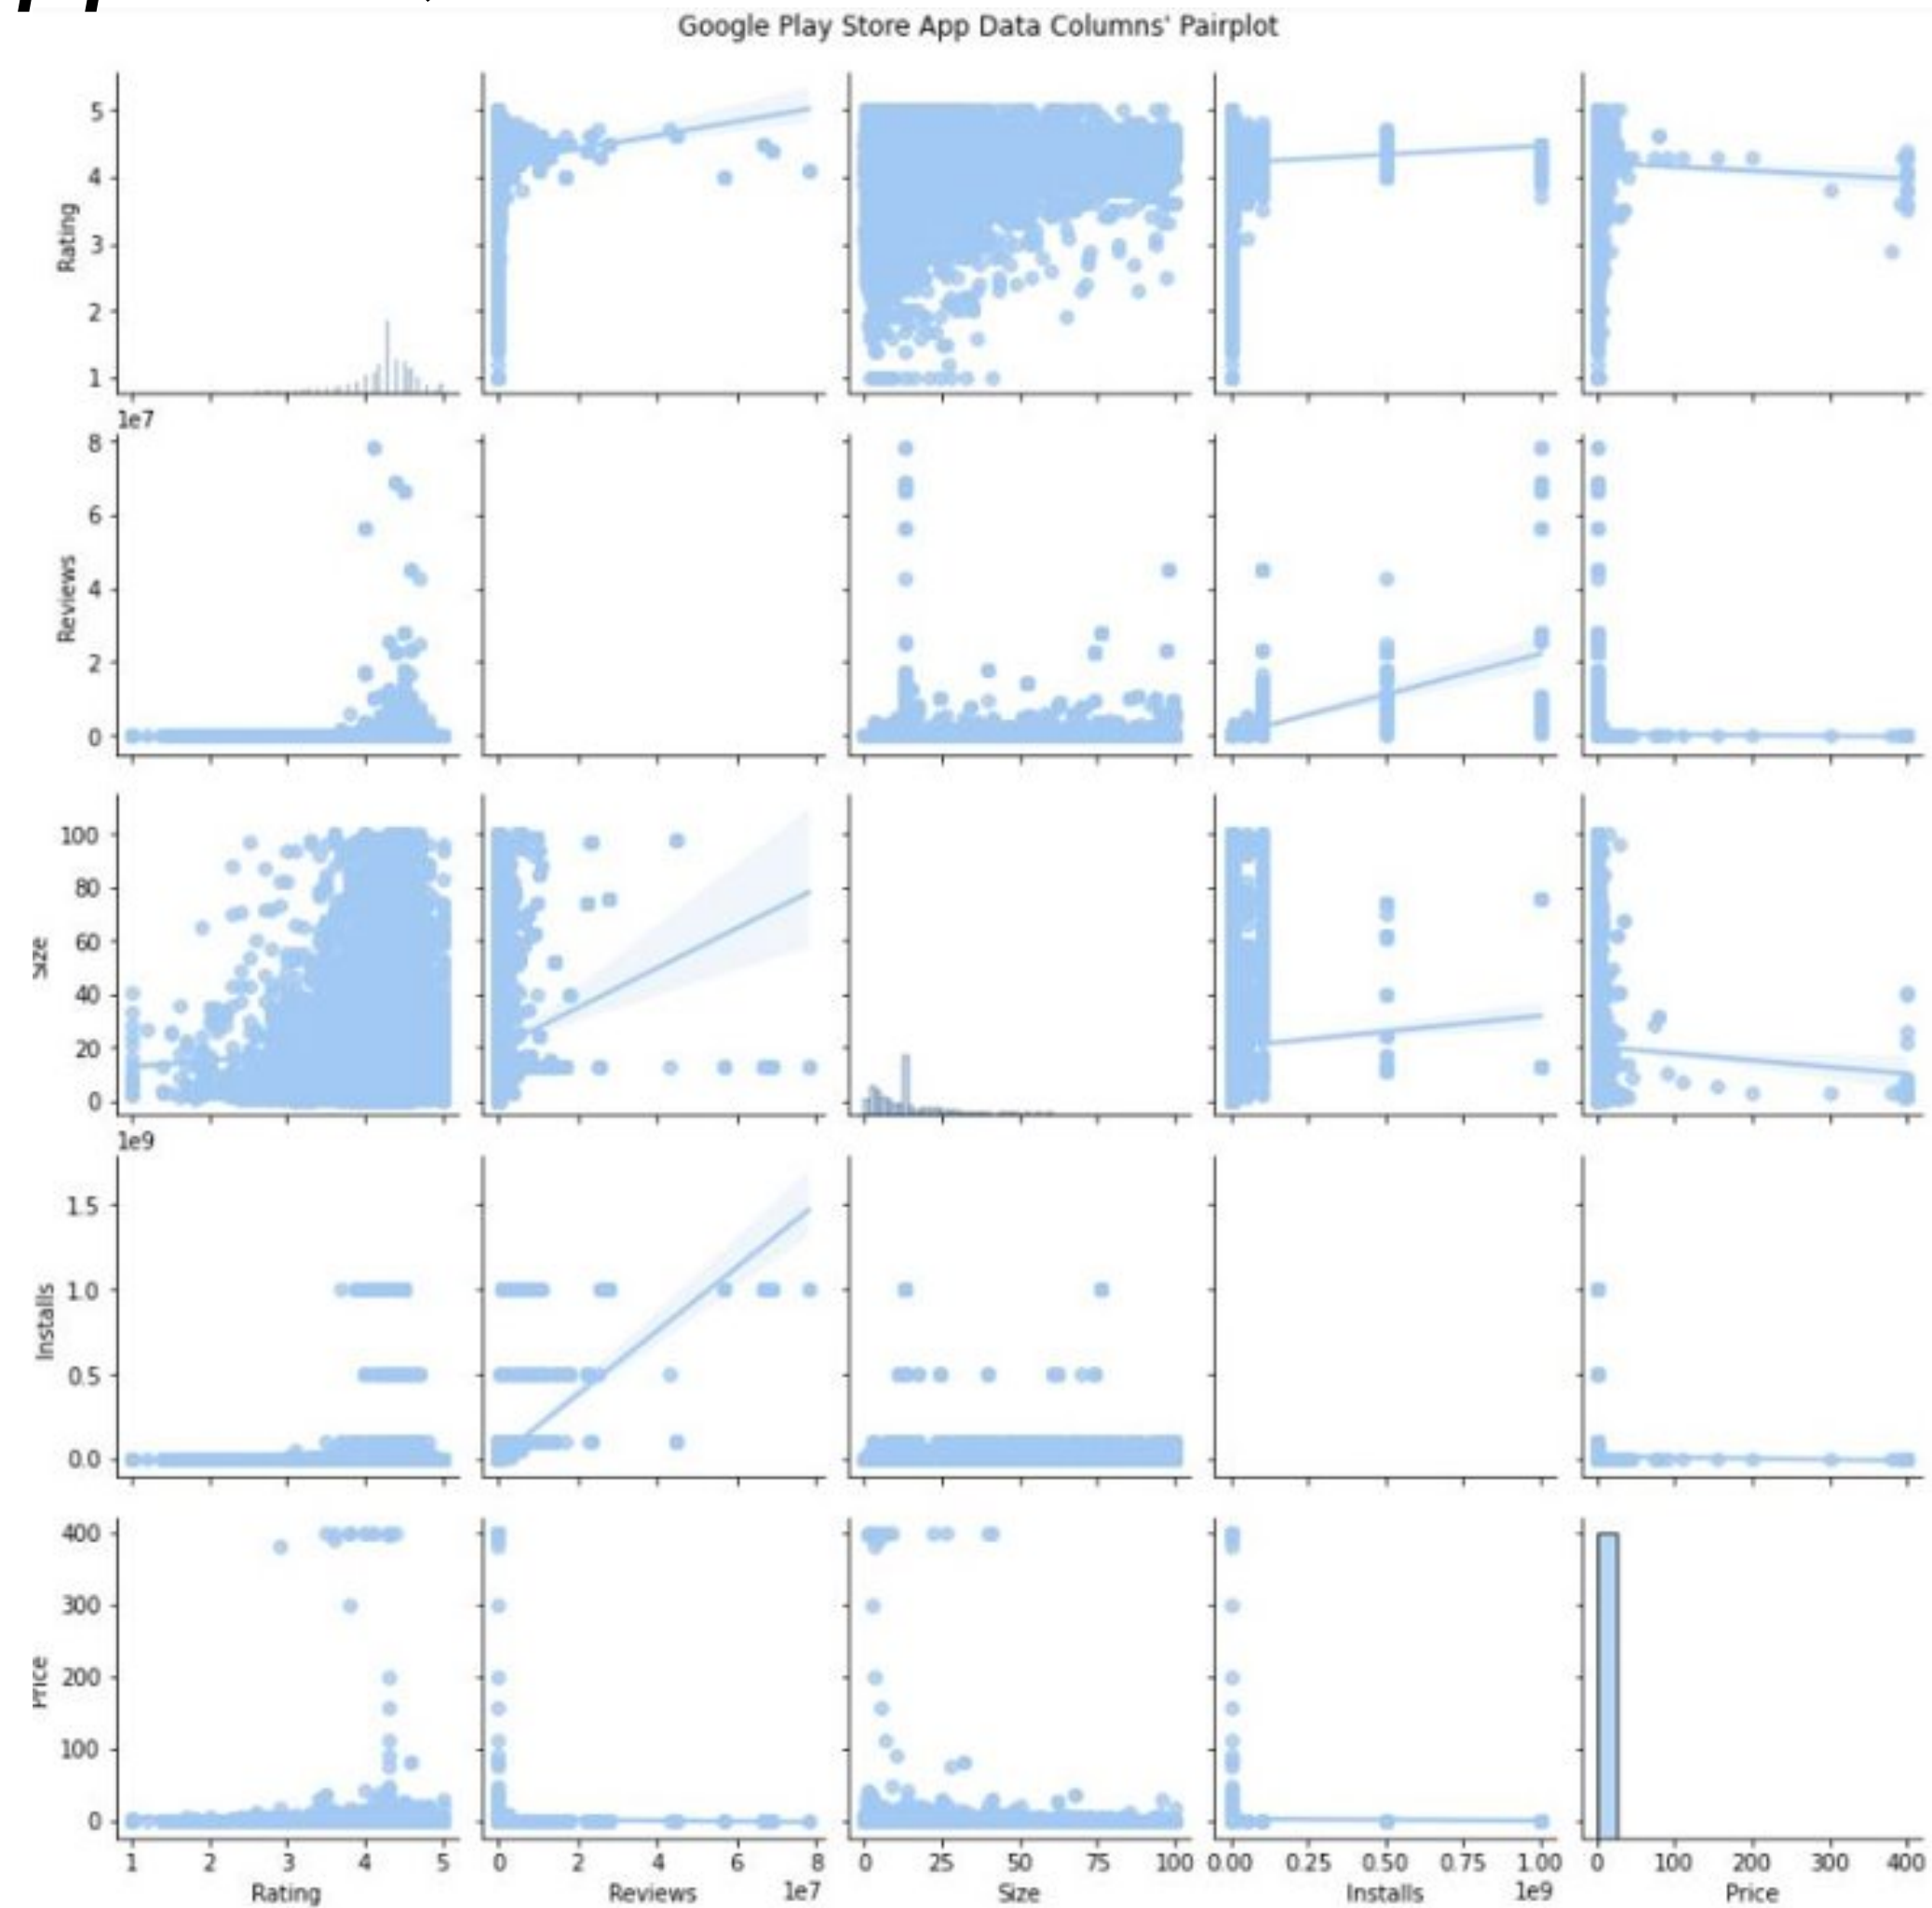 Google Play Store App Data Columns' Pairplot
5
4
3
2
1
Rating
1e7
8
6
4
2
0
Reviews
100
80
60
40
20
0
Size
1e9
1.5
1.0
0.5
0.0
Installs
400
300
200
100
0
Price
1 2 3 4 5
0 2 4 6 8
0 25 50 75 100
0.00 0.25 0.50 0.75 1.00
0 100 200 300 400
Rating
Reviews 1e7
Size
Installs 1e9
Price